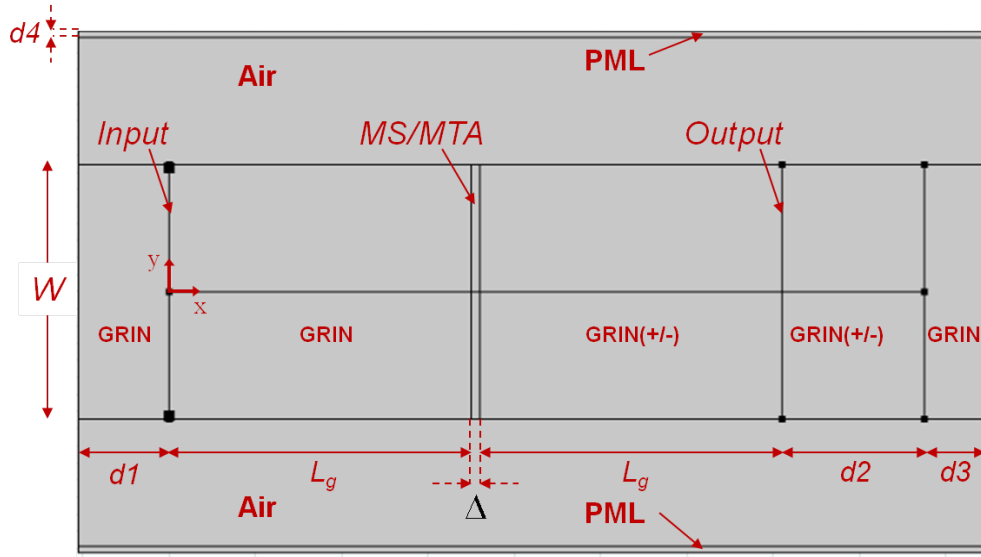 d4
PML
Air
Input
MS/MTA
Output
W
y
x
GRIN
GRIN
GRIN(+/-)
GRIN(+/-)
GRIN
d1
Lg
Δ
Lg
d2
d3
Air
PML